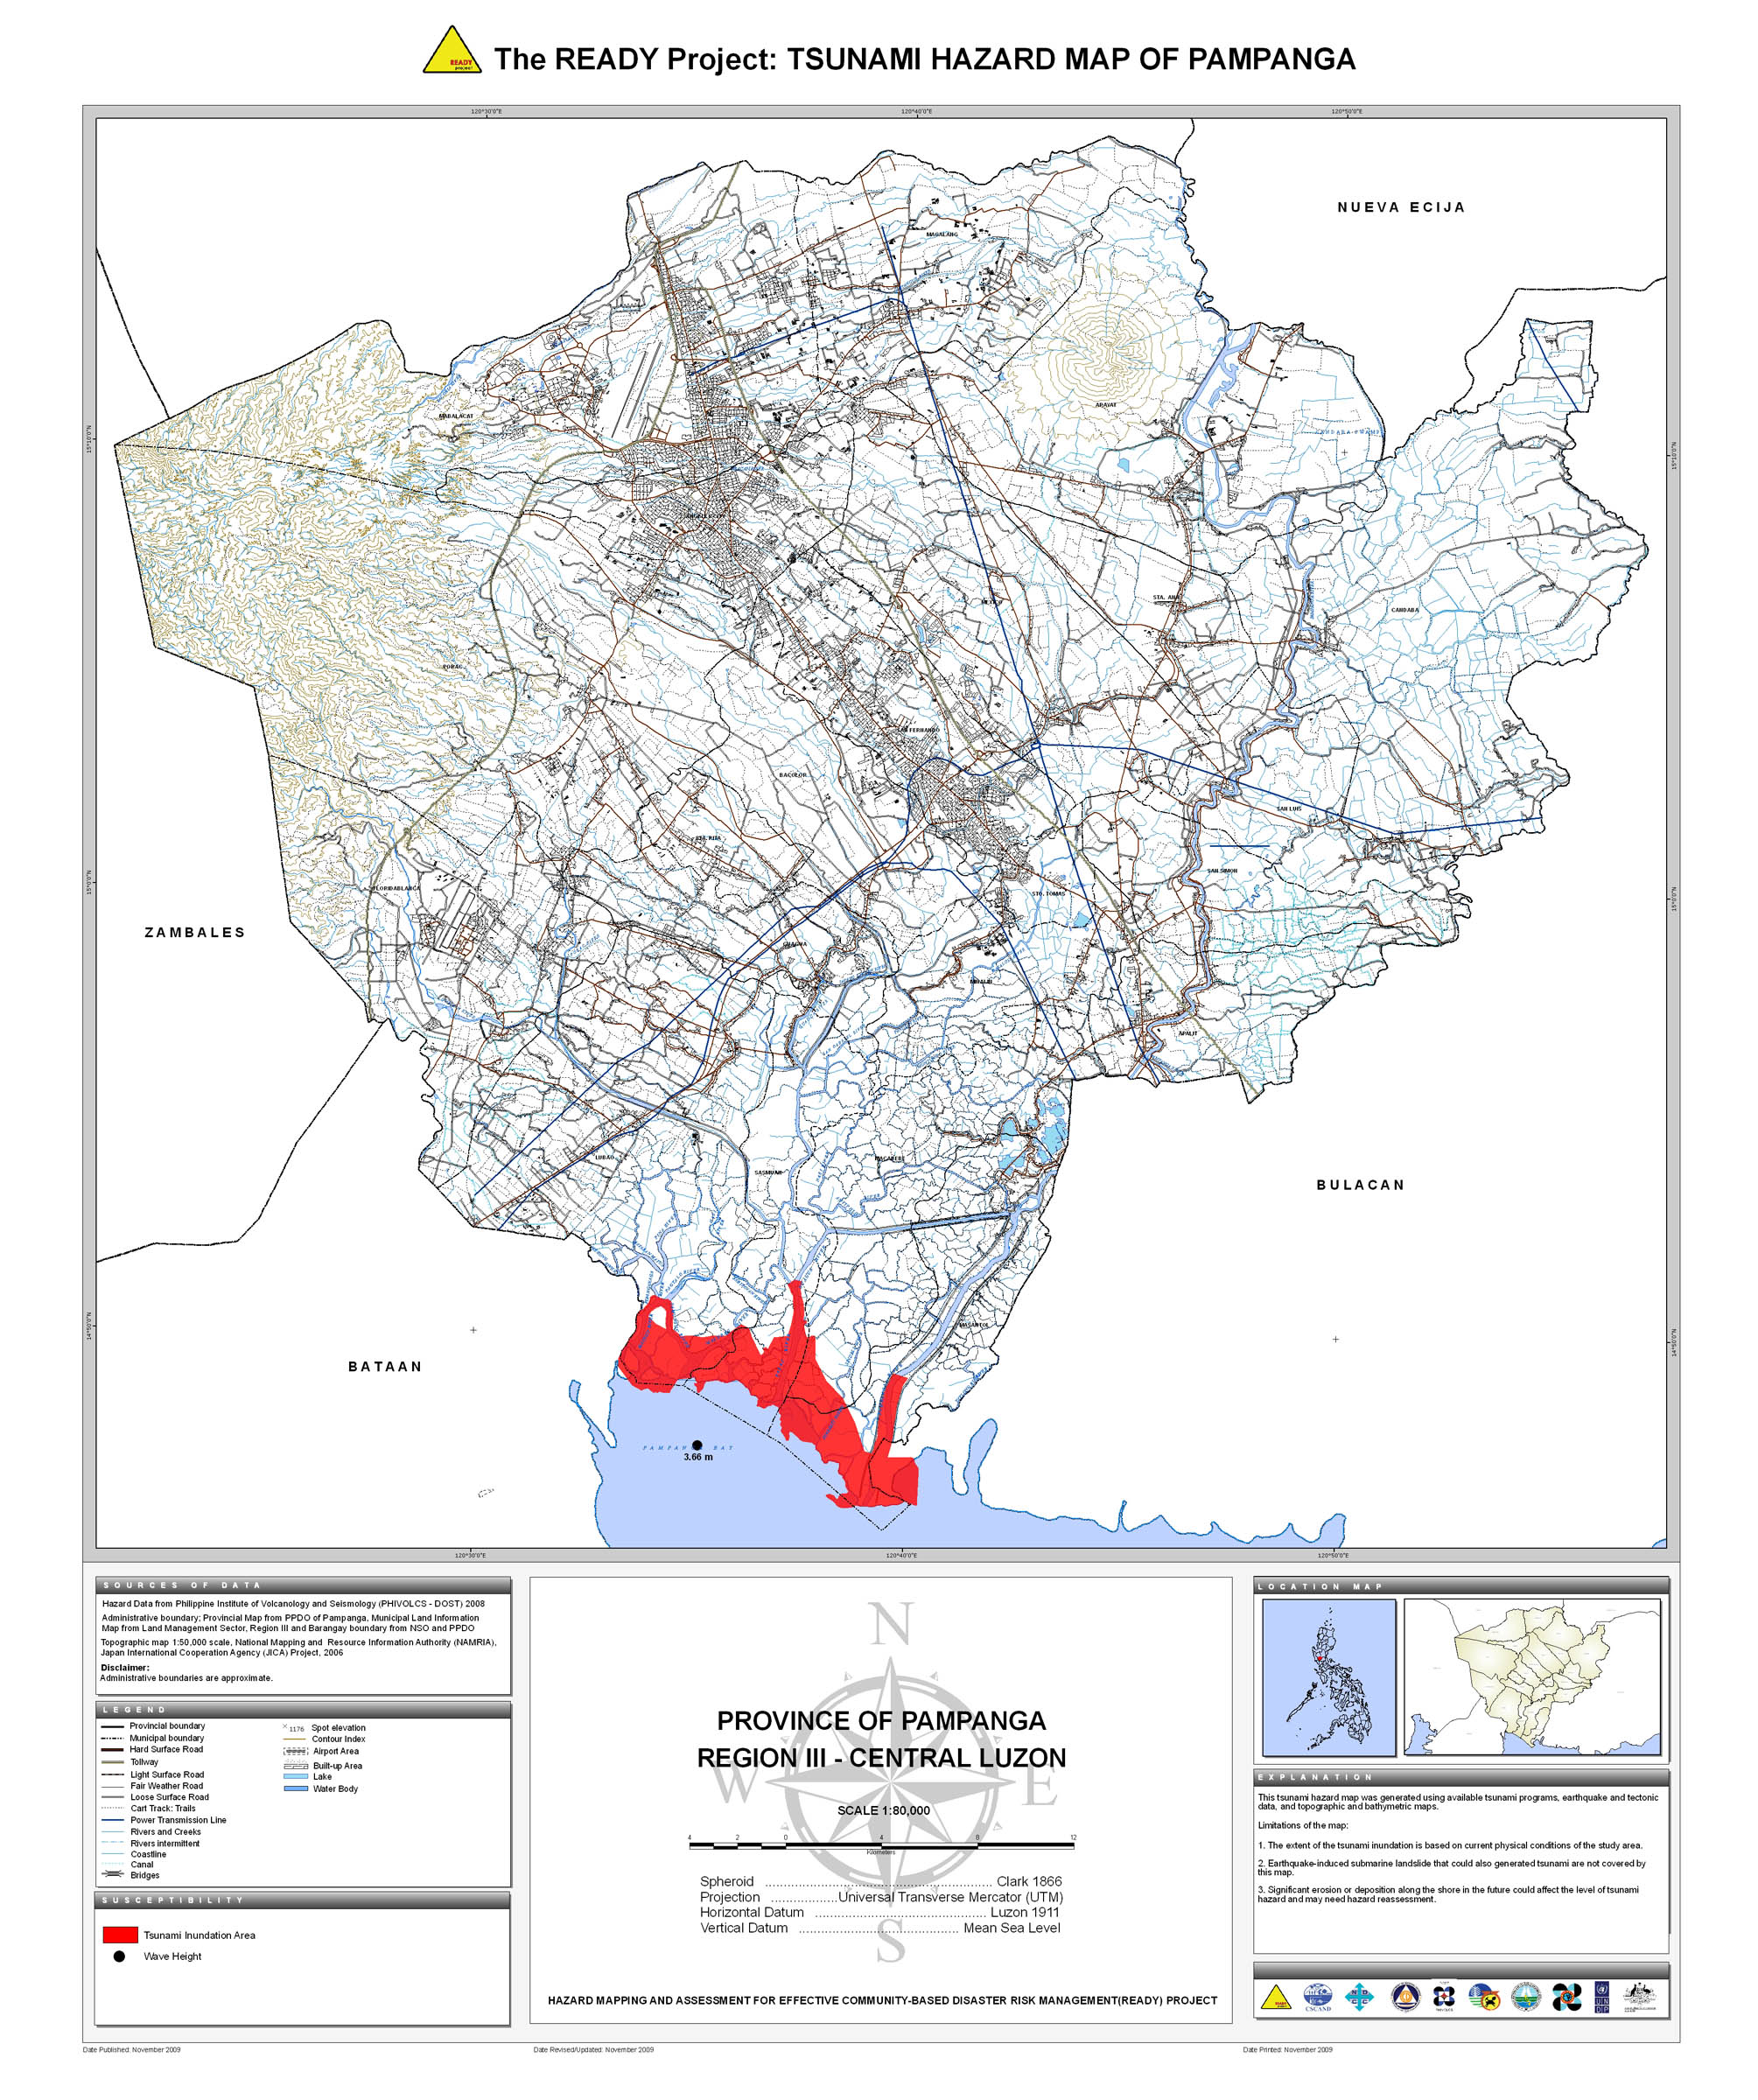 The READY Project: TSUNAMI HAZARD MAP OF PAMPANGA
120°30'0"E
120°40'0"E
120°50'0"E
NUEVA ECIJA
MAGALANG
ARAYAT
MABALACAT
15°10'0"N
15°10'0"N
CANDABA SWAMP
STA. ANA
CANDABA
MEXICO
PORAC
SAN FERNANDO
BACOLOR
SAN LUIS
STA. RITA
SAN SIMON
FLORIDABLANCA
STO. TOMAS
15°0'0"N
15°0'0"N
ZAMBALES
GUAGUA
MINALIN
APALIT
LUBAO
SASMUAN
MACABEBE
BULACAN
MASANTOL
14°50'0"N
14°50'0"N
BATAAN
PAMPANGA BAY
3.66 m
120°30'0"E
120°40'0"E
120°50'0"E
SOURCES OF DATA
Hazard Data from Philippine Institute of Volcanology and Seismology (PHIVOLCS - DOST) 2008
Administrative boundary; Provincial Map from PPDO of Pampanga, Municipal Land Information
Map from Land Management Sector, Region III and Barangay boundary from NSO and PPDO
Topographic map 1:50,000 scale, National Mapping and Resource Information Authority (NAMRIA),
Japan International Cooperation Agency (JICA) Project, 2006
Disclaimer:
Administrative boundaries are approximate.
LEGEND
Provincial boundary
Municipal boundary
Hard Surface Road
Tollway
Light Surface Road
Fair Weather Road
Loose Surface Road
Cart Track: Trails
Power Transmission Line
Rivers and Creeks
Rivers intermittent
Coastline
Canal
Bridges
1176 Spot elevation
Contour Index
Airport Area
Built-up Area
Lake
Water Body
SUSCEPTIBILITY
Tsunami Inundation Area
Wave Height
N
W
E
S
PROVINCE OF PAMPANGA
REGION III - CENTRAL LUZON
SCALE 1:80,000
4 2 0 4 8 12
Kilometers
Spheroid ........ Clark 1866
Projection ........ Universal Transverse Mercator (UTM)
Horizontal Datum ........ Luzon 1911
Vertical Datum ........ Mean Sea Level
HAZARD MAPPING AND ASSESSMENT FOR EFFECTIVE COMMUNITY-BASED DISASTER RISK MANAGEMENT(READY) PROJECT
LOCATION MAP
EXPLANATION
This tsunami hazard map was generated using available tsunami programs, earthquake and tectonic
data, and topographic and bathymetric maps.
Limitations of the map:
1. The extent of the tsunami inundation is based on current physical conditions of the study area.
2. Earthquake-induced submarine landslide that could also generated tsunami are not covered by
this map.
3. Significant erosion or deposition along the shore in the future could affect the level of tsunami
hazard and may need hazard reassessment.
CSCAND
Date Published: November 2009
Date Revised/Updated: November 2009
Date Printed: November 2009